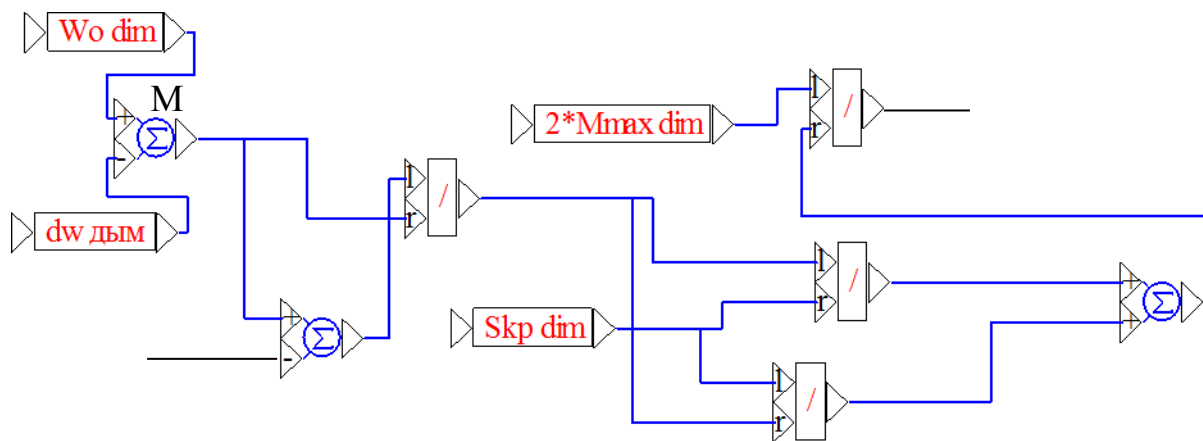 Wo dim
M
+
Σ
-
l
/
r
2*Mmax dim
l
/
r
dw дым
l
/
r
+
Σ
-
Skp dim
l
/
r
+
Σ
+